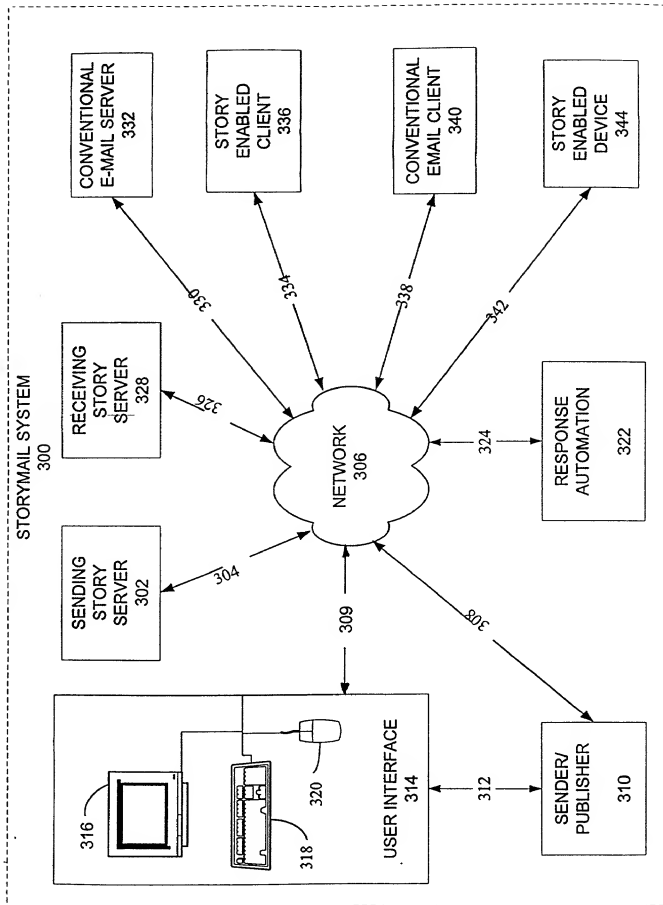 STORYMAIL SYSTEM
300
SENDING
STORY
SERVER
302
RECEIVING
STORY
SERVER
328
CONVENTIONAL
E-MAIL SERVER
332
304
326
330
316
318
320
USER INTERFACE
314
309
NETWORK
306
334
STORY
ENABLED
CLIENT
336
338
CONVENTIONAL
EMAIL CLIENT
340
312
308
324
342
SENDER/
PUBLISHER
310
RESPONSE
AUTOMATION
322
STORY
ENABLED
DEVICE
344